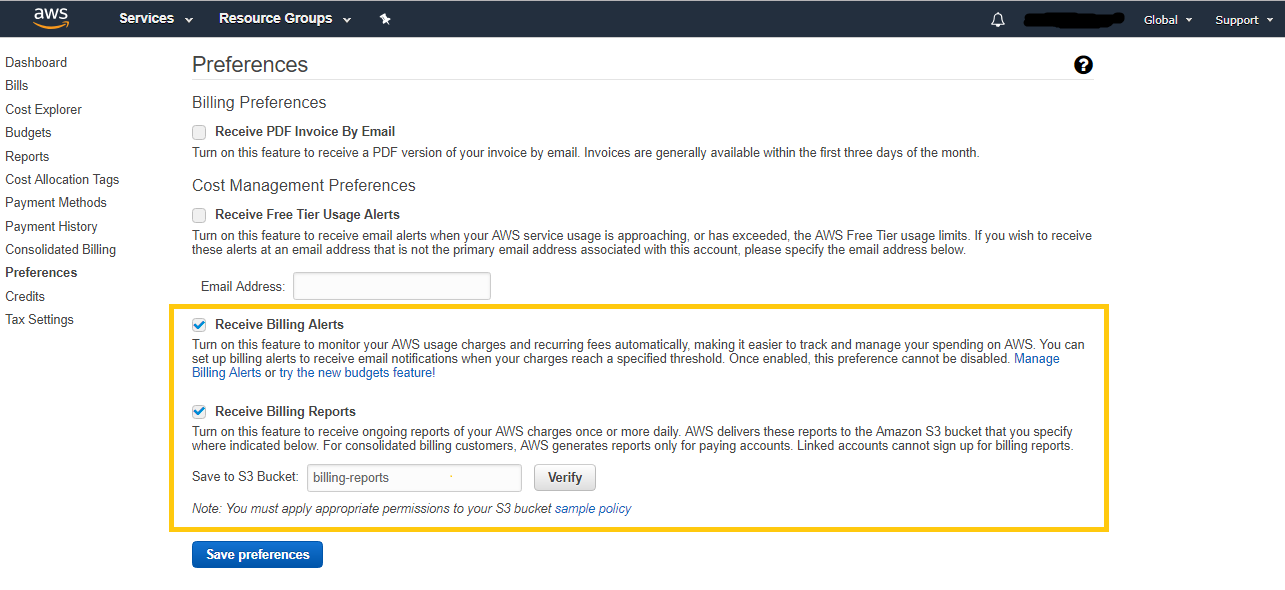 aws Services Resource Groups Global Support
Dashboard
Bills
Cost Explorer
Budgets
Reports
Cost Allocation Tags
Payment Methods
Payment History
Consolidated Billing
Preferences
Credits
Tax Settings
Preferences ?
Billing Preferences
Receive PDF Invoice By Email
Turn on this feature to receive a PDF version of your invoice by email. Invoices are generally available within the first three days of the month.
Cost Management Preferences
Receive Free Tier Usage Alerts
Turn on this feature to receive email alerts when your AWS service usage is approaching, or has exceeded, the AWS Free Tier usage limits. If you wish to receive
these alerts at an email address that is not the primary email address associated with this account, please specify the email address below.
Email Address:
Receive Billing Alerts
Turn on this feature to monitor your AWS usage charges and recurring fees automatically, making it easier to track and manage your spending on AWS. You can
set up billing alerts to receive email notifications when your charges reach a specified threshold. Once enabled, this preference cannot be disabled. Manage
Billing Alerts or try the new budgets feature!
Receive Billing Reports
Turn on this feature to receive ongoing reports of your AWS charges once or more daily. AWS delivers these reports to the Amazon S3 bucket that you specify
where indicated below. For consolidated billing customers, AWS generates reports only for paying accounts. Linked accounts cannot sign up for billing reports.
Save to S3 Bucket: billing-reports Verify
Note: You must apply appropriate permissions to your S3 bucket sample policy
Save preferences